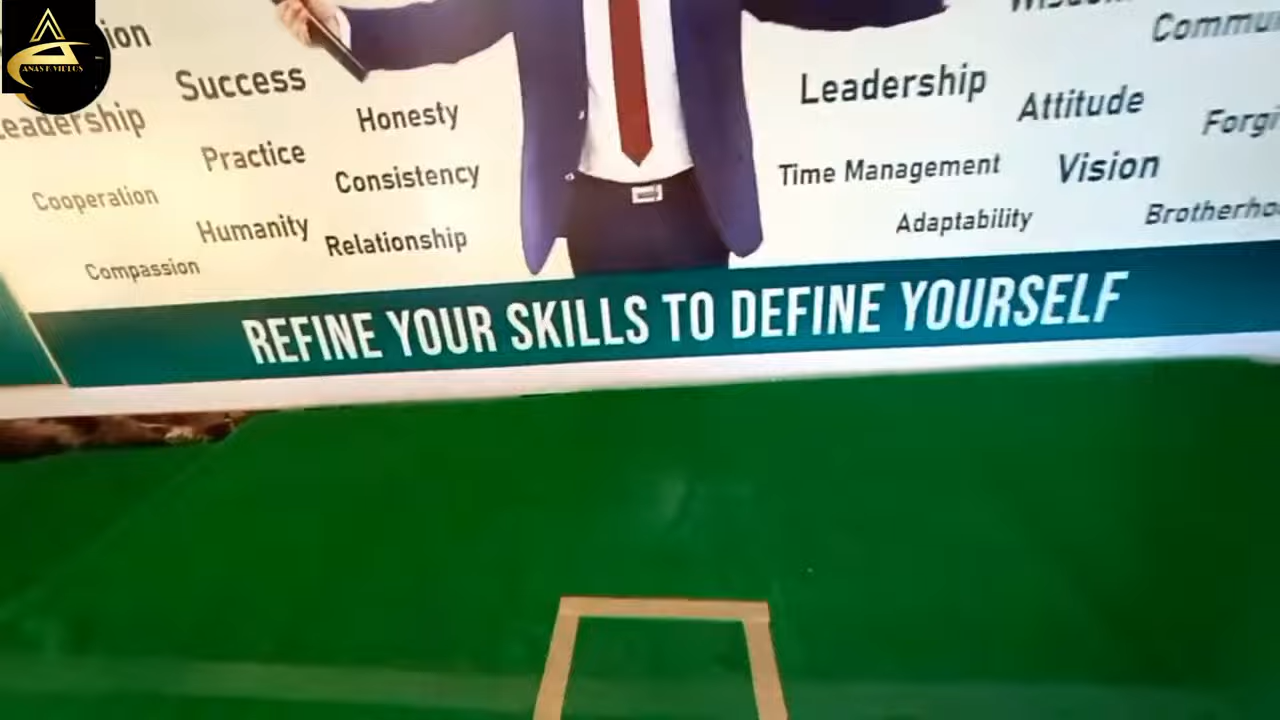 Success
Leadership
Honesty
Practice
Consistency
Cooperation
Humanity
Relationship
Compassion
Leadership
Attitude
Time Management
Vision
Adaptability
REFINE YOUR SKILLS TO DEFINE YOURSELF